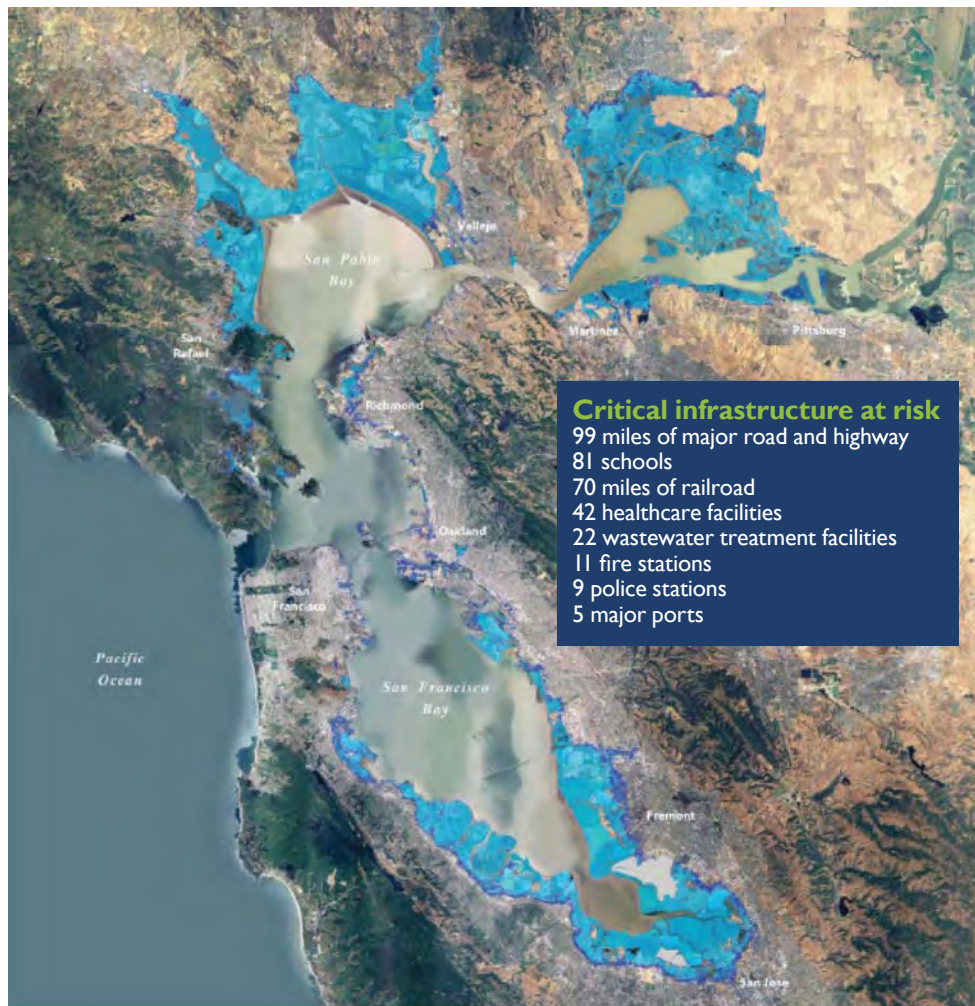 Vallejo
San Pablo
Bay
Martinez
Pittsburg
San
Rafael
Richmond
Critical infrastructure at risk
99 miles of major road and highway
81 schools
70 miles of railroad
42 healthcare facilities
22 wastewater treatment facilities
11 fire stations
9 police stations
5 major ports
Oakland
San
Francisco
Pacific
Ocean
San Francisco
Bay
Fremont
San Jose